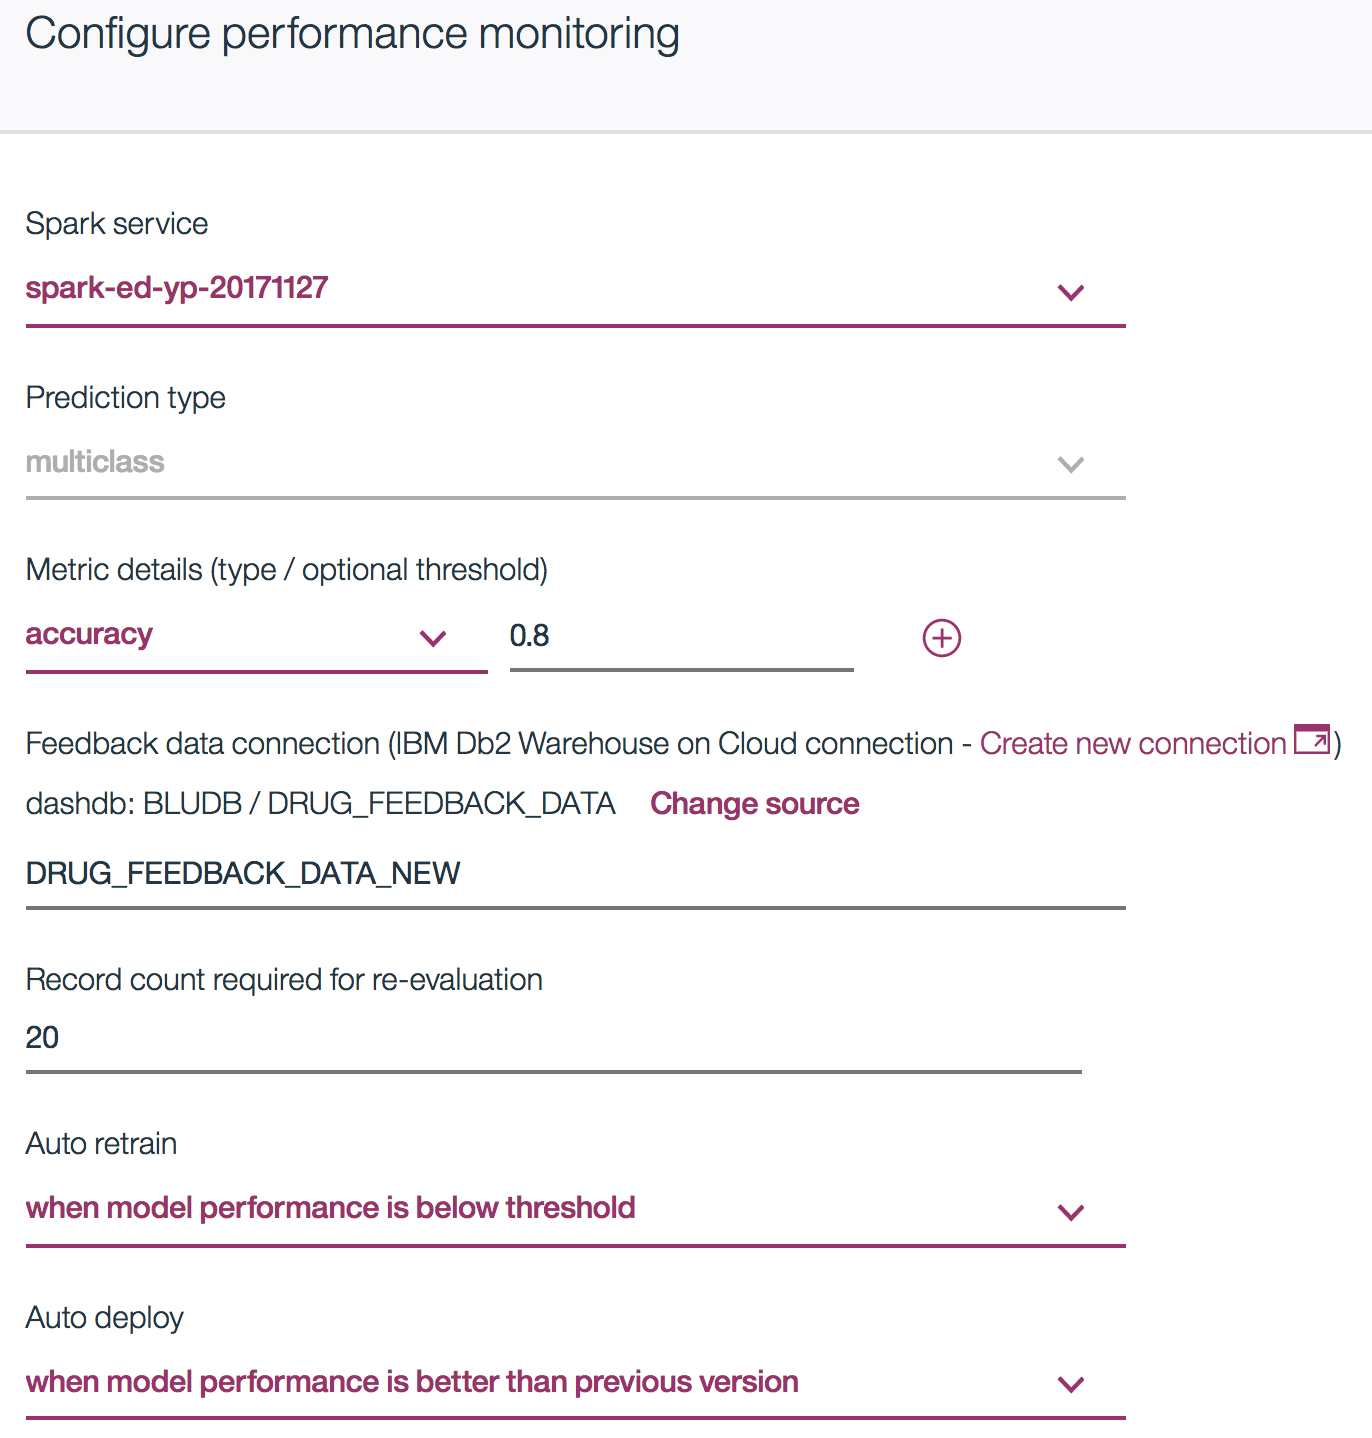 Configure performance monitoring
Spark service
spark-ed-yp-20171127
Prediction type
multiclass
Metric details (type / optional threshold)
accuracy 0.8
Feedback data connection (IBM Db2 Warehouse on Cloud connection - Create new connection )
dashdb: BLUDB / DRUG_FEEDBACK_DATA Change source
DRUG_FEEDBACK_DATA_NEW
Record count required for re-evaluation
20
Auto retrain
when model performance is below threshold
Auto deploy
when model performance is better than previous version